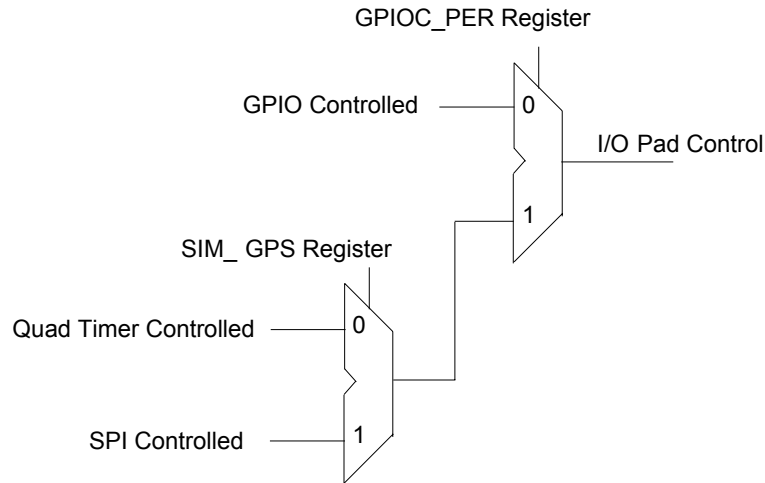 GPIOC_PER Register
GPIO Controlled
0
I/O Pad Control
1
SIM_ GPS Register
Quad Timer Controlled
0
SPI Controlled
1